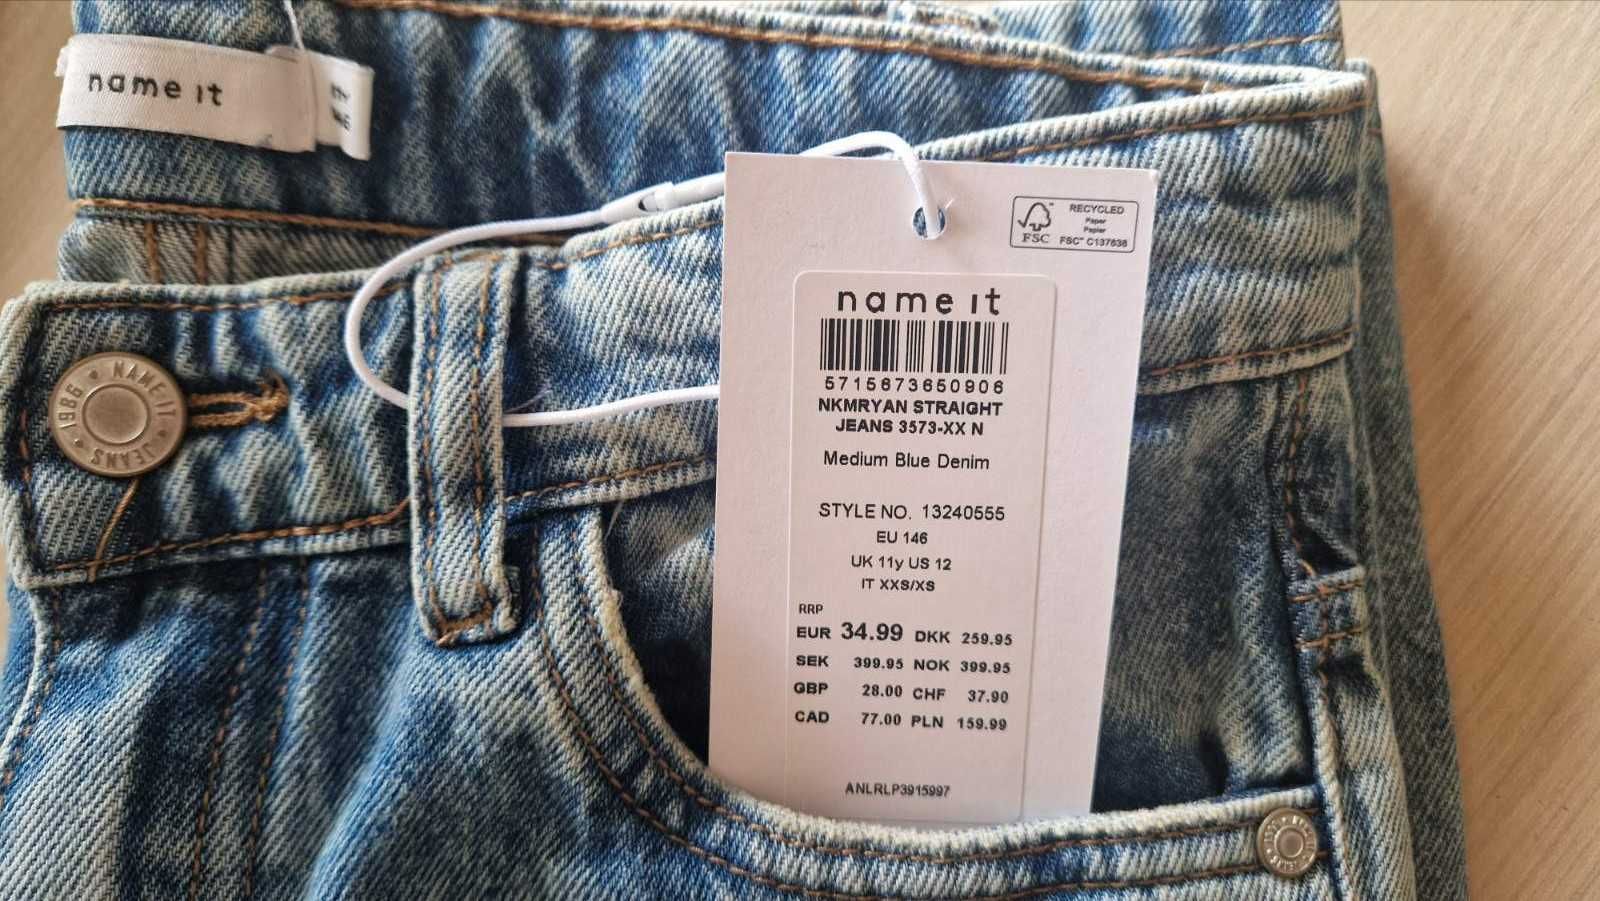 name it
146
RECYCLED
Paper
Papier
FSC
FSC™ C137838
name it
5715673650906
NKMRYAN STRAIGHT
JEANS 3573-XX N
Medium Blue Denim
STYLE NO. 13240555
EU 146
UK 11y US 12
IT XXS/XS
RRP
EUR 34.99 DKK 259.95
SEK 399.95 NOK 399.95
GBP 28.00 CHF 37.90
CAD 77.00 PLN 159.99
ANLRLP3915997
NAME IT JEANS 1986